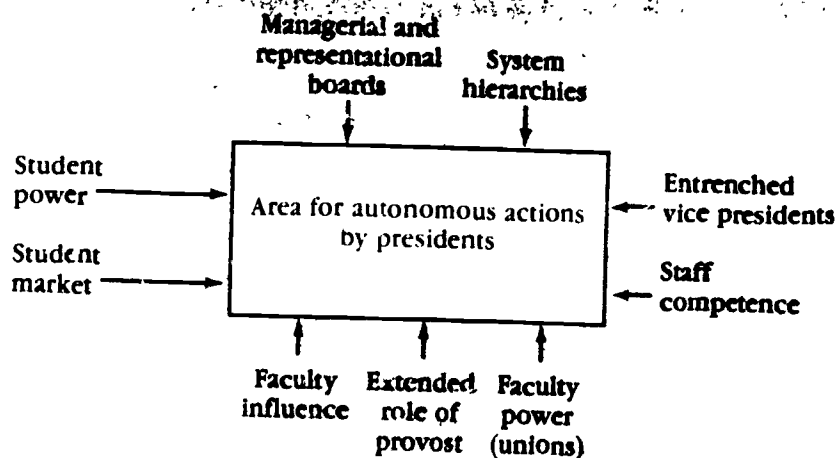 Managerial and
representational
boards
System
hierarchies
Student
power
Area for autonomous actions
by presidents
Entrenched
vice presidents
Student
market
Staff
competence
Faculty
influence
Extended
role of
provost
Faculty
power
(unions)